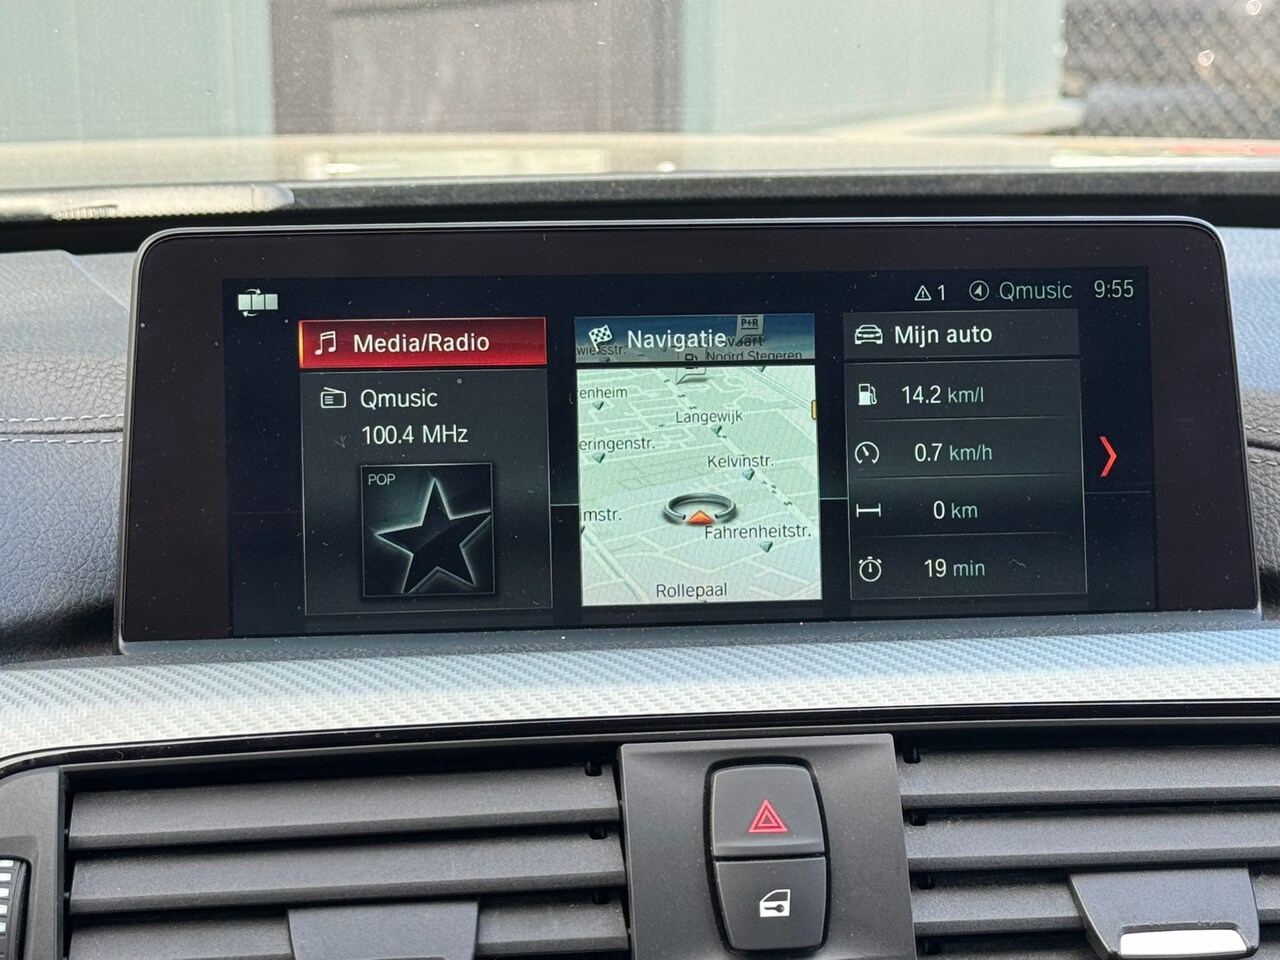 1 Qmusic 9:55
Media/Radio
Qmusic
100.4 MHz
POP
Navigatie
P+R
Noord Stegeren
Langewijk
Kelvinstr.
Fahrenheitstr.
Rollepaal
Mijn auto
14.2 km/l
0.7 km/h
0 km
19 min